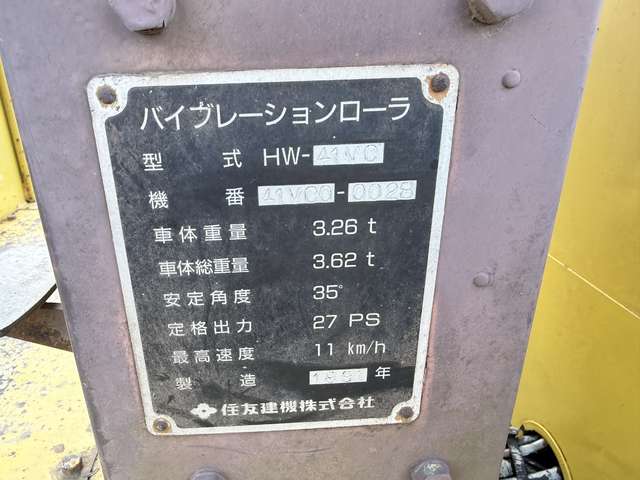 バイブレーションローラ
型 式 HW-41VC
機 番 41VC0-0028
車体重量 3.26 t
車体総重量 3.62 t
安定角度 35°
定格出力 27 PS
最高速度 11 km/h
製 造 年
住友建機株式会社